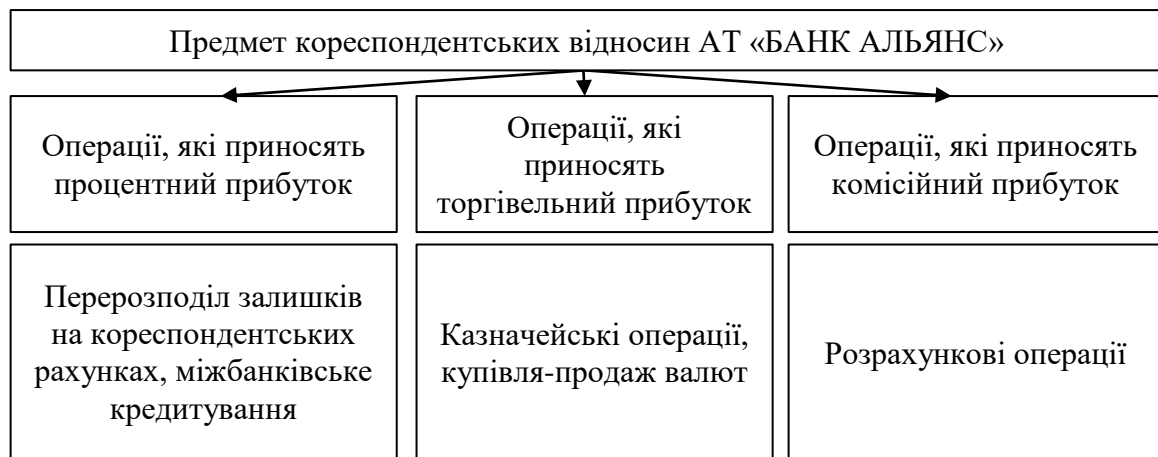 Предмет кореспондентських відносин АТ «БАНК АЛЬЯНС»
Операції, які приносять
процентний прибуток
Операції, які
приносять
торгівельний прибуток
Операції, які приносять
комісійний прибуток
Перерозподіл залишків
на кореспондентських
рахунках, міжбанківське
кредитування
Казначейські операції,
купівля-продаж валют
Розрахункові операції